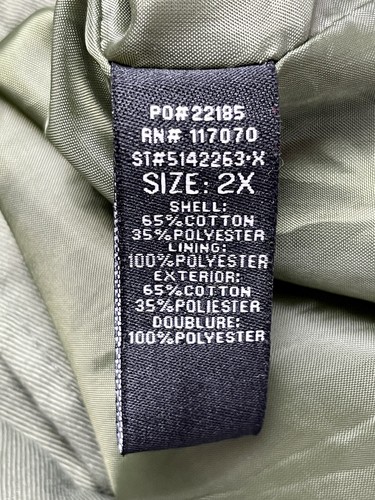 PO#22185
RN# 117070
ST#5142263·X
SIZE: 2X
SHELL:
65%COTTON
35%POLYESTER
LINING:
100%POLYESTER
EXTERIOR:
65%COTTON
35%POLIESTER
DOUBLURE:
100%POLYESTER